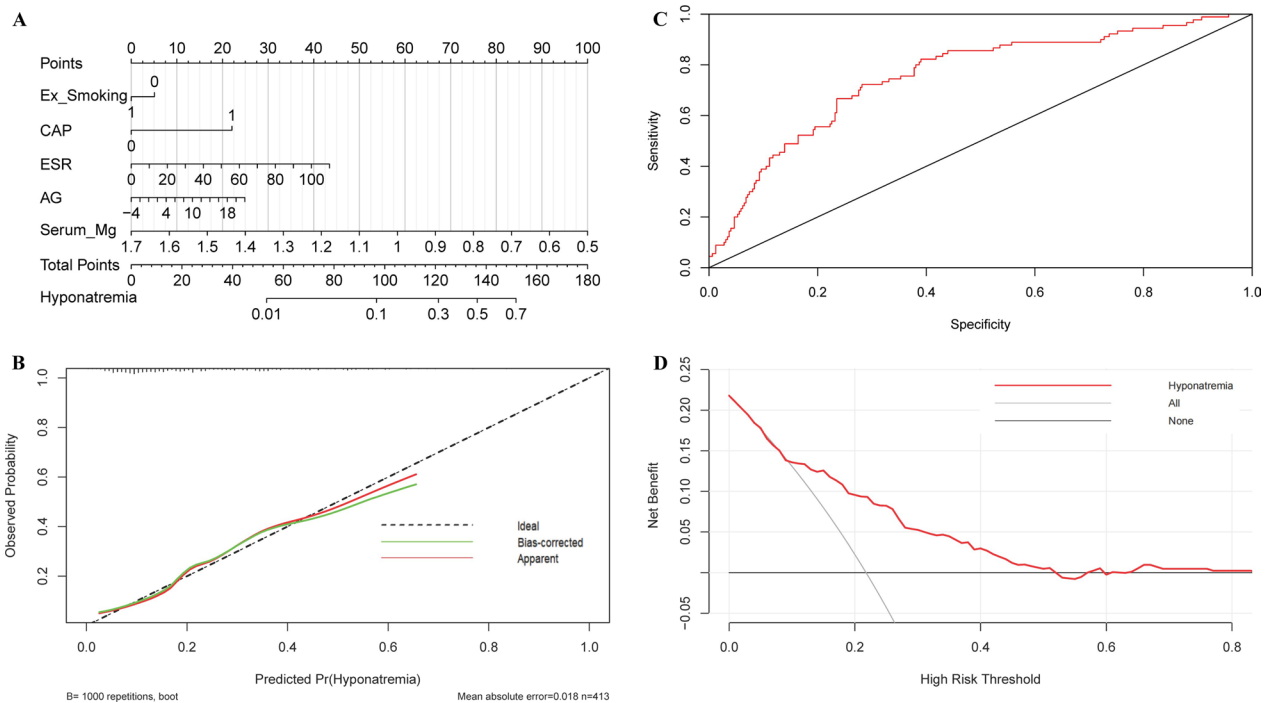 A
Points
0 10 20 30 40 50 60 70 80 90 100
Ex_Smoking
0
1
CAP
1
0
ESR
0 20 40 60 80 100
AG
−4 4 10 18
Serum_Mg
1.7 1.6 1.5 1.4 1.3 1.2 1.1 1 0.9 0.8 0.7 0.6 0.5
Total Points
0 20 40 60 80 100 120 140 160 180
Hyponatremia
0.01 0.1 0.3 0.5 0.7
C
Sensitivity
1.0
0.8
0.6
0.4
0.2
0.0
0.0 0.2 0.4 0.6 0.8 1.0
Specificity
B
Observed Probability
1.0
0.8
0.6
0.4
0.2
Ideal
Bias-corrected
Apparent
0.0 0.2 0.4 0.6 0.8 1.0
Predicted Pr(Hyponatremia)
B= 1000 repetitions, boot
Mean absolute error=0.018 n=413
D
Net Benefit
0.25
0.20
0.15
0.10
0.05
−0.05
Hyponatremia
All
None
0.0 0.2 0.4 0.6 0.8
High Risk Threshold